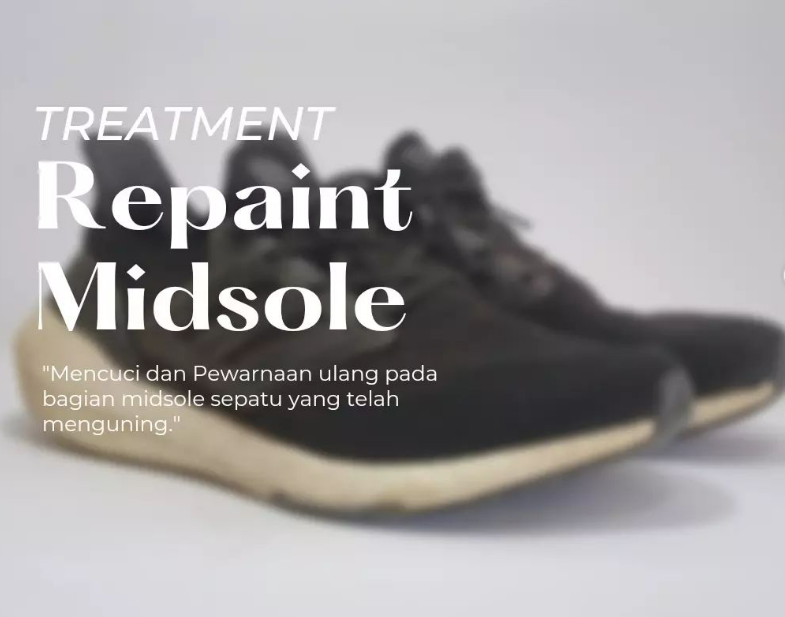 TREATMENT
Repaint
Midsole
"Mencuci dan Pewarnaan ulang pada
bagian midsole sepatu yang telah
menguning."